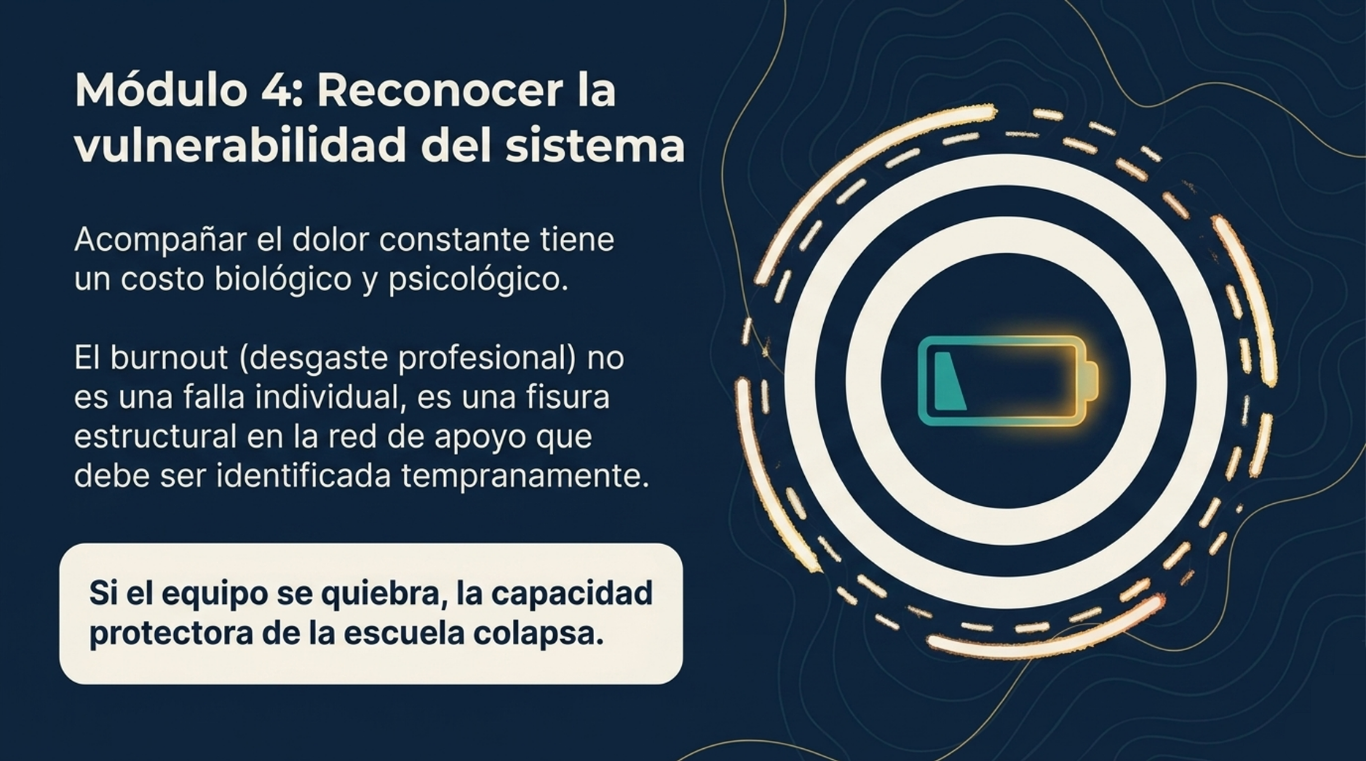 Módulo 4: Reconocer la
vulnerabilidad del sistema
Acompañar el dolor constante tiene
un costo biológico y psicológico.
El burnout (desgaste profesional) no
es una falla individual, es una fisura
estructural en la red de apoyo que
debe ser identificada tempranamente.
Si el equipo se quiebra, la capacidad
protectora de la escuela colapsa.